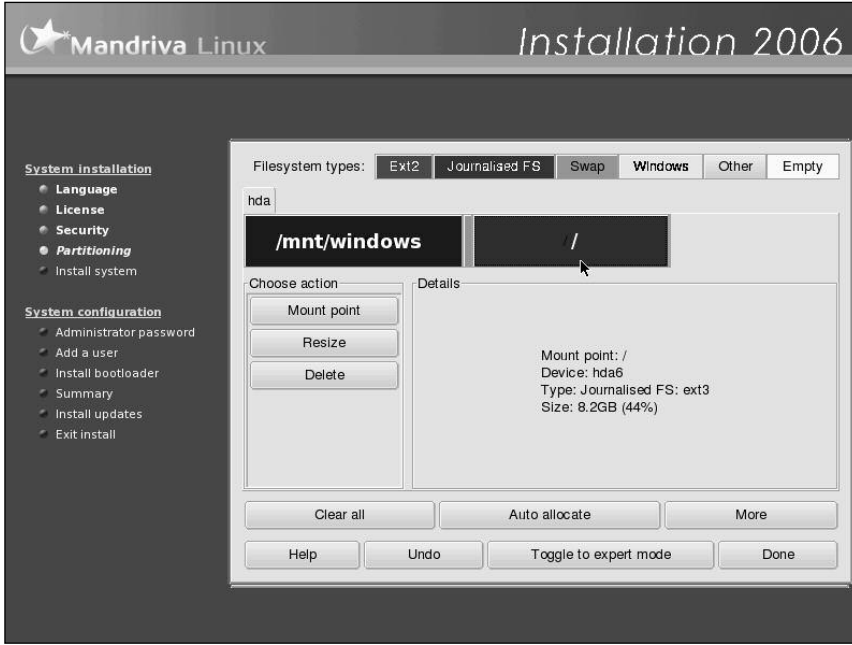 Mandriva Linux
Installation 2006
System installation
Language
License
Security
Partitioning
Install system
System configuration
Administrator password
Add a user
Install bootloader
Summary
Install updates
Exit install
Filesystem types: Ext2 Journalised FS Swap Windows Other Empty
hda
/mnt/windows /
Choose action
Mount point
Resize
Delete
Details
Mount point: /
Device: hda6
Type: Journalised FS: ext3
Size: 8.2GB (44%)
Clear all Auto allocate More
Help Undo Toggle to expert mode Done